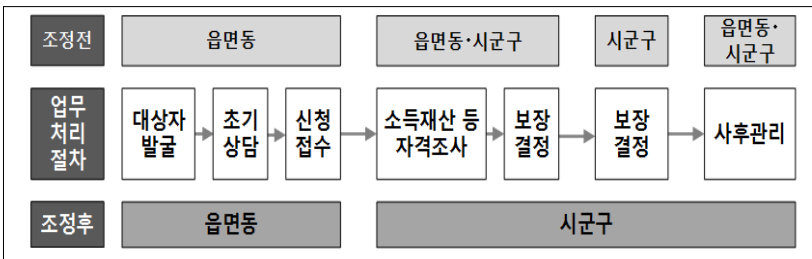 조정전
읍면동
읍면동·시군구
시군구
읍면동·
시군구
업무
처리
절차
대상자
발굴
초기
상담
신청
접수
소득재산 등
자격조사
보장
결정
보장
결정
사후관리
조정후
읍면동
시군구